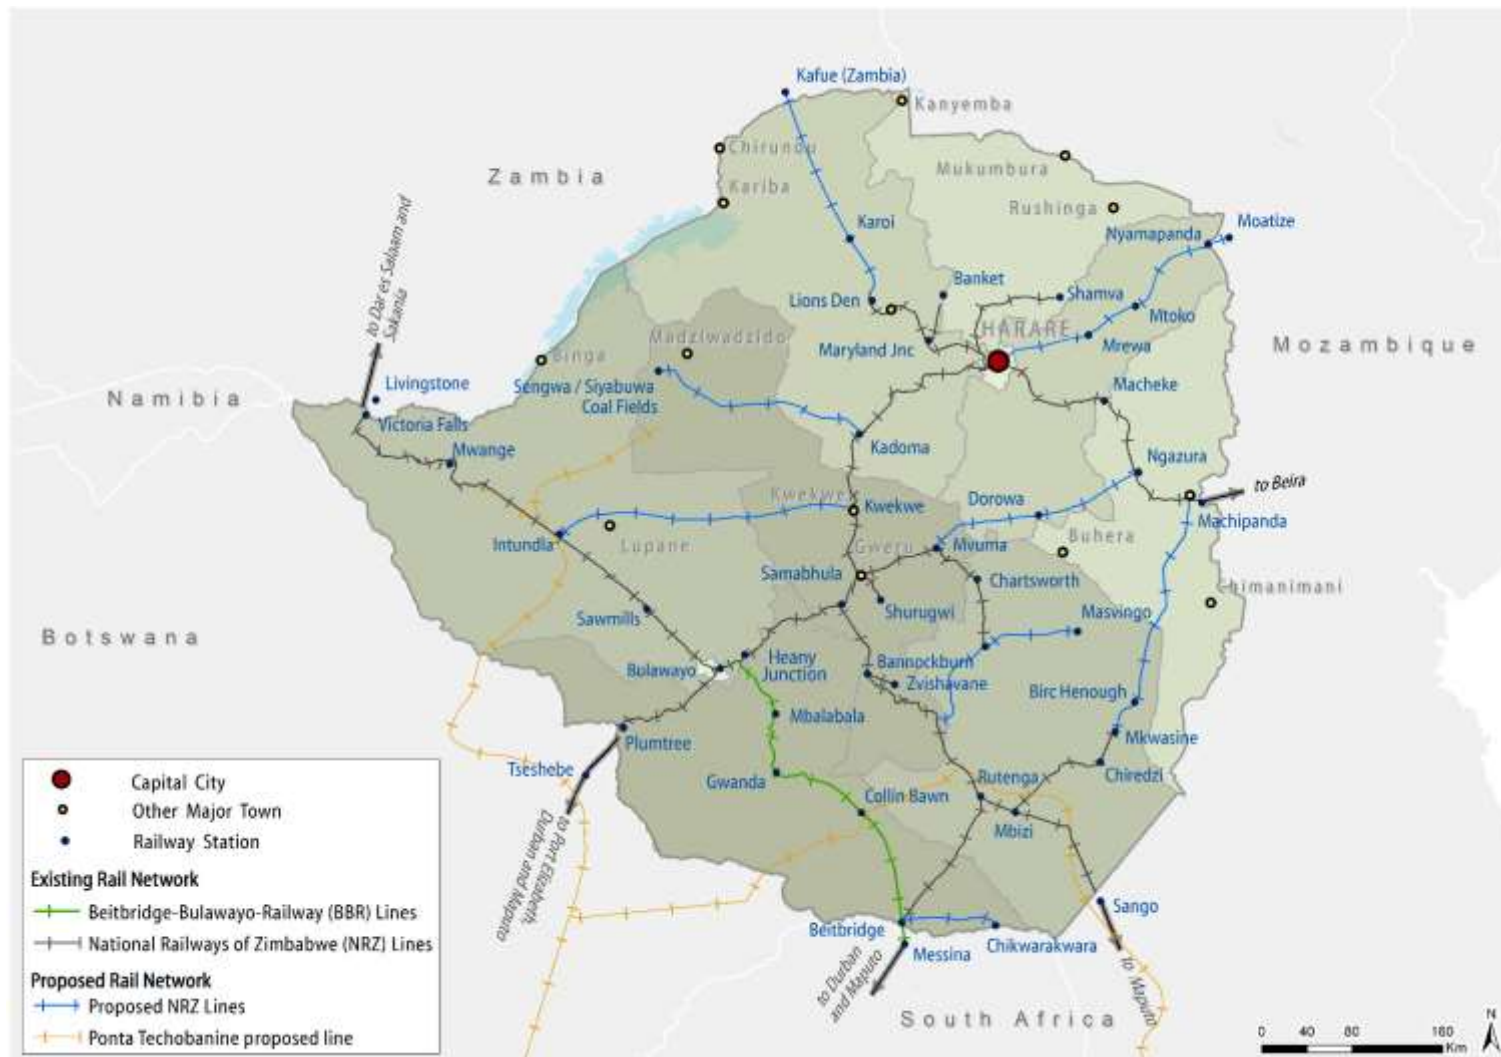 Kafue (Zambia)
Kanyemba
Chirundu
Mukumbura
Zambia
Kariba
Rushinga
Karoi
Moatize
Nyamapanda
to Dar es Salaam and
Sakania
Banket
Shamva
Lions Den
Mtoko
HARARE
Madziwadzido
Maryland Jnc
Mrewa
Mozambique
Binga
Livingstone
Sengwa / Siyabuwa
Coal Fields
Macheke
Namibia
Victoria Falls
Mwange
Kadoma
Ngazura
to Beira
Kwekwe
Kwekwe
Dorowa
Machipanda
Intundla
Lupane
Gweru
Mvuma
Buhera
Samabhula
Chartsworth
Chimanimani
Shurugwi
Masvingo
Sawmills
Botswana
Bulawayo
Heany
Junction
Bannockburn
Zvishavane
Birc Henough
Mbalabala
Plumtree
Mkwasine
Tseshebe
Gwanda
Rutenga
Chiredzi
Collin Bawn
Mbizi
to Port Elizabeth,
Durban and Maputo
Sango
Beitbridge
Messina
Chikwarakwara
to Durban
and Maputo
to Maputo
South Africa
Capital City
Other Major Town
Railway Station
Existing Rail Network
Beitbridge-Bulawayo-Railway (BBR) Lines
National Railways of Zimbabwe (NRZ) Lines
Proposed Rail Network
Proposed NRZ Lines
Ponta Techobanine proposed line
N
0 40 80 160
Km